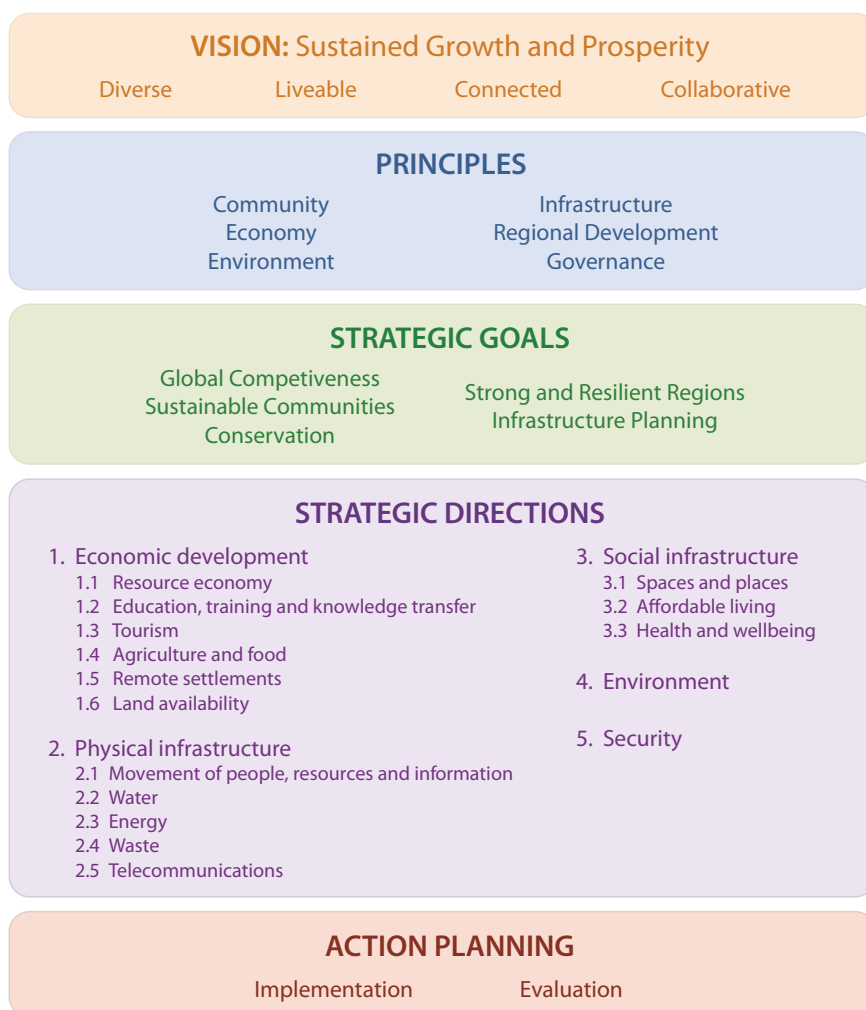 VISION: Sustained Growth and Prosperity
Diverse Liveable Connected Collaborative
PRINCIPLES
Community
Economy
Environment
Infrastructure
Regional Development
Governance
STRATEGIC GOALS
Global Competiveness
Sustainable Communities
Conservation
Strong and Resilient Regions
Infrastructure Planning
STRATEGIC DIRECTIONS
1. Economic development
1.1 Resource economy
1.2 Education, training and knowledge transfer
1.3 Tourism
1.4 Agriculture and food
1.5 Remote settlements
1.6 Land availability
2. Physical infrastructure
2.1 Movement of people, resources and information
2.2 Water
2.3 Energy
2.4 Waste
2.5 Telecommunications
3. Social infrastructure
3.1 Spaces and places
3.2 Affordable living
3.3 Health and wellbeing
4. Environment
5. Security
ACTION PLANNING
Implementation Evaluation